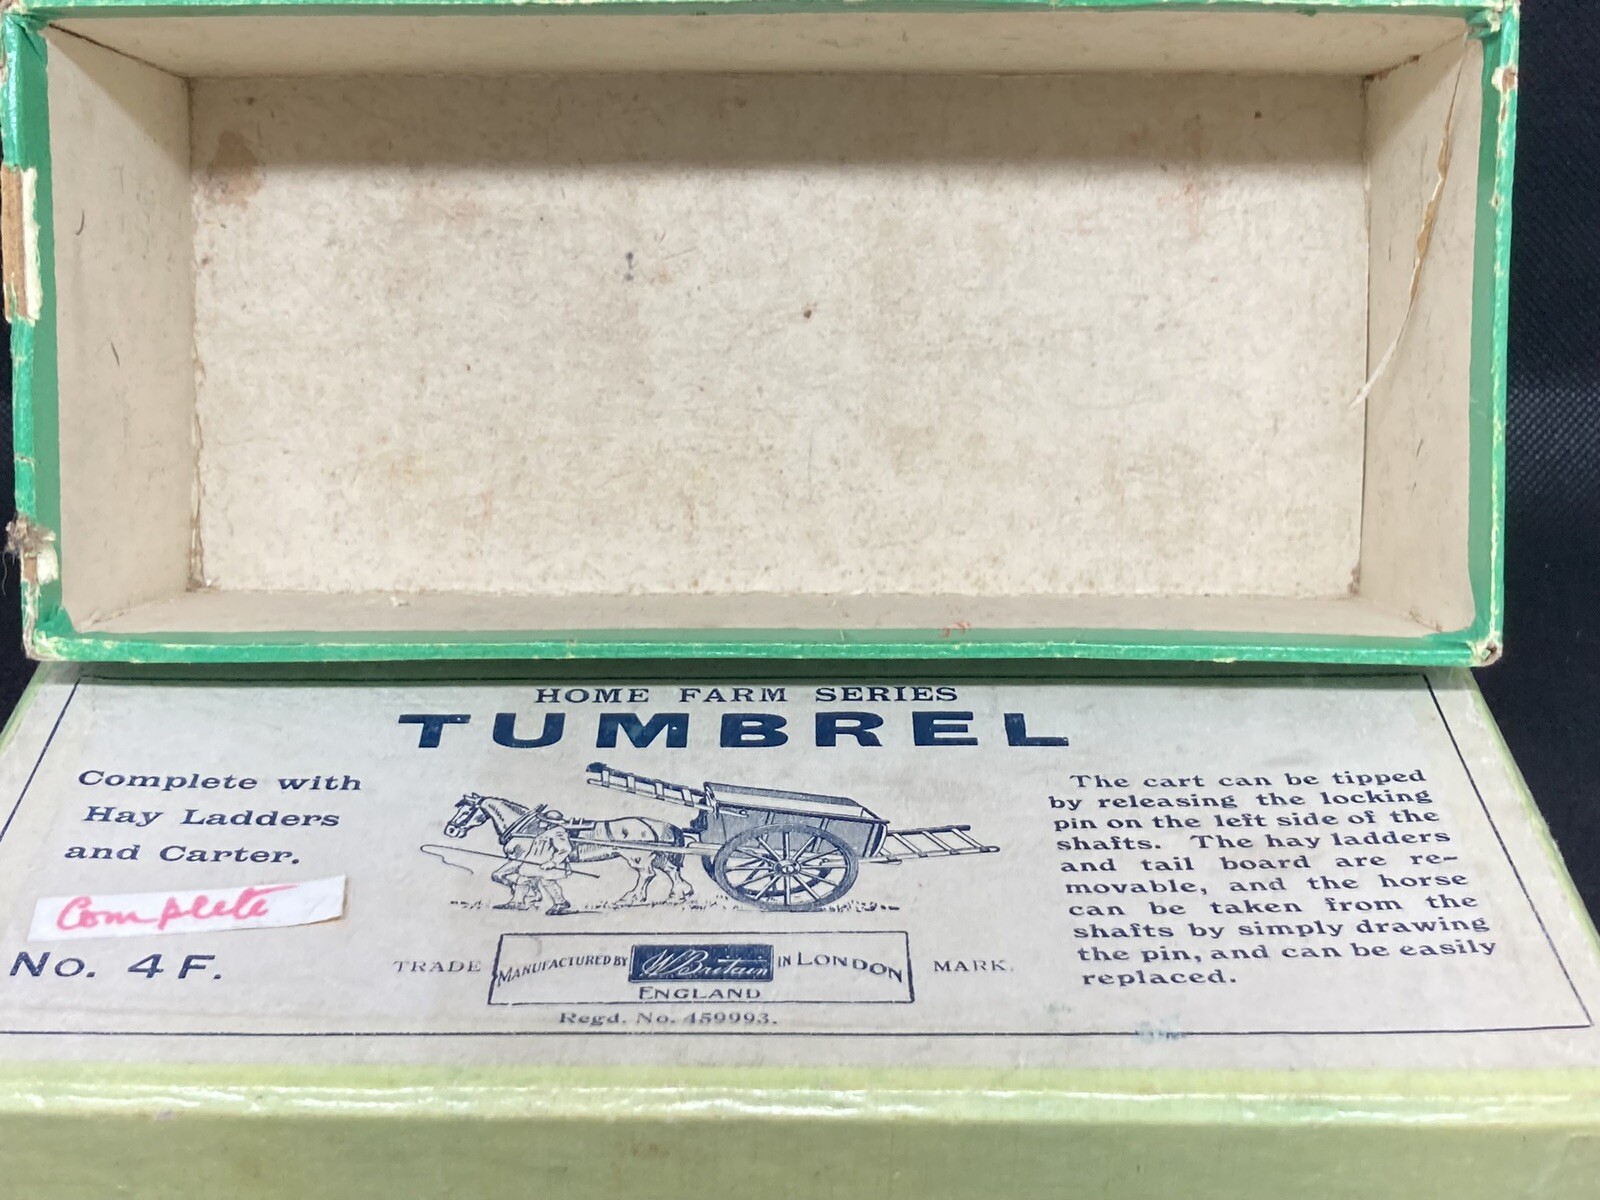 HOME FARM SERIES
TUMBREL
Complete with
Hay Ladders
and Carter.
Complete
No. 4F.
The cart can be tipped
by releasing the locking
pin on the left side of the
shafts. The hay ladders
and tail board are re-
movable, and the horse
can be taken from the
shafts by simply drawing
the pin, and can be easily
replaced.
TRADE MANUFACTURED BY W Britain IN LONDON MARK.
ENGLAND
Regd. No. 459993.